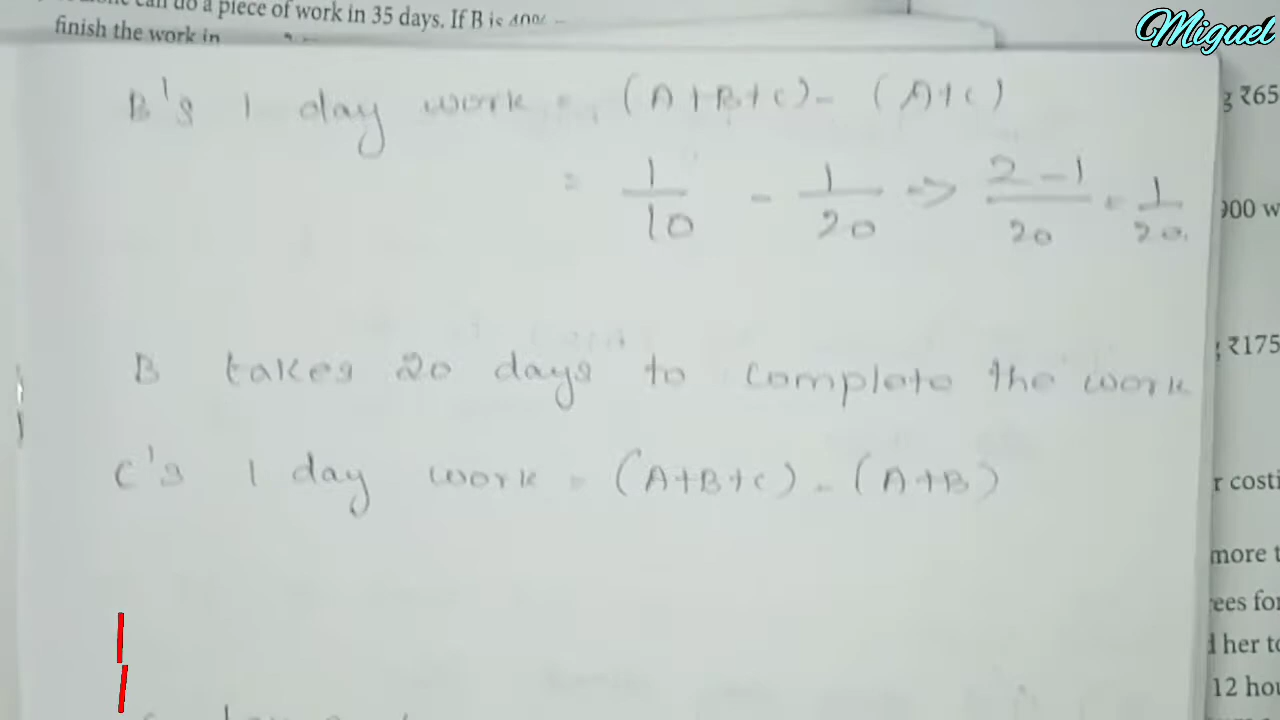 can do a piece of work in 35 days. If B is 40%
finish the work in
Miguel
B's 1 day work = (A+B+C) - (A+C)
= 1/10 - 1/20 => 2-1/20 = 1/20.
B takes 20 days to complete the work
C's 1 day work = (A+B+C) - (A+B)
₹65
900 w
₹175
r costi
more t
ees for
her to
12 hou